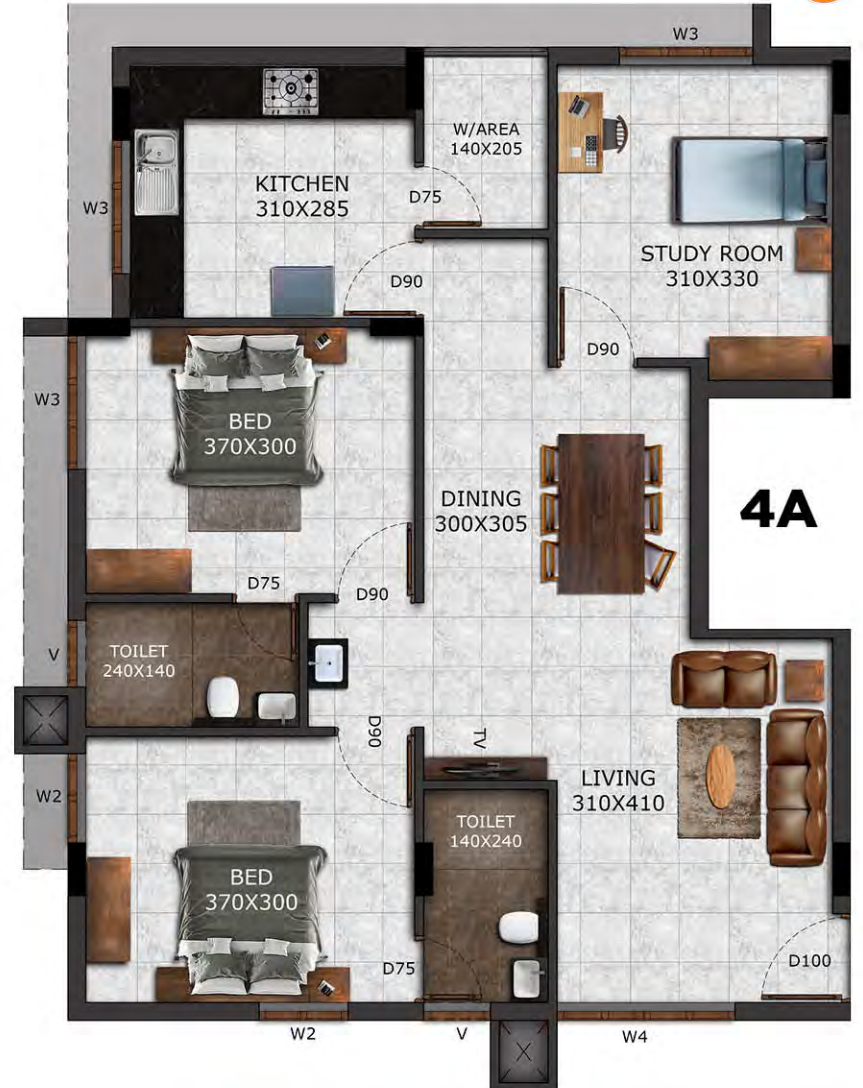 W3
W/AREA
140X205
KITCHEN
310X285
D75
W3
STUDY ROOM
310X330
D90
D90
W3
BED
370X300
4A
DINING
300X305
D75
D90
TOILET
240X140
V
D90
TV
LIVING
310X410
W2
TOILET
140X240
BED
370X300
D75
D100
W2
V
W4
X